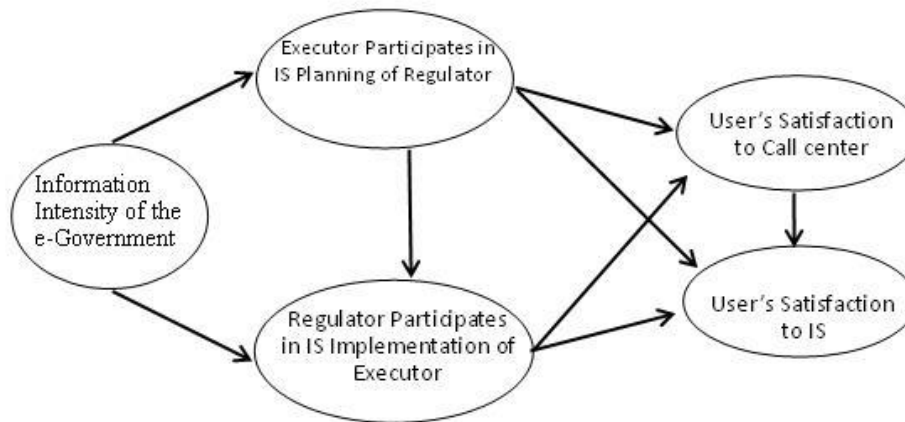 Executor Participates in
IS Planning of Regulator
User's Satisfaction
to Call center
Information
Intensity of the
e-Government
Regulator Participates
in IS Implementation of
Executor
User's Satisfaction
to IS